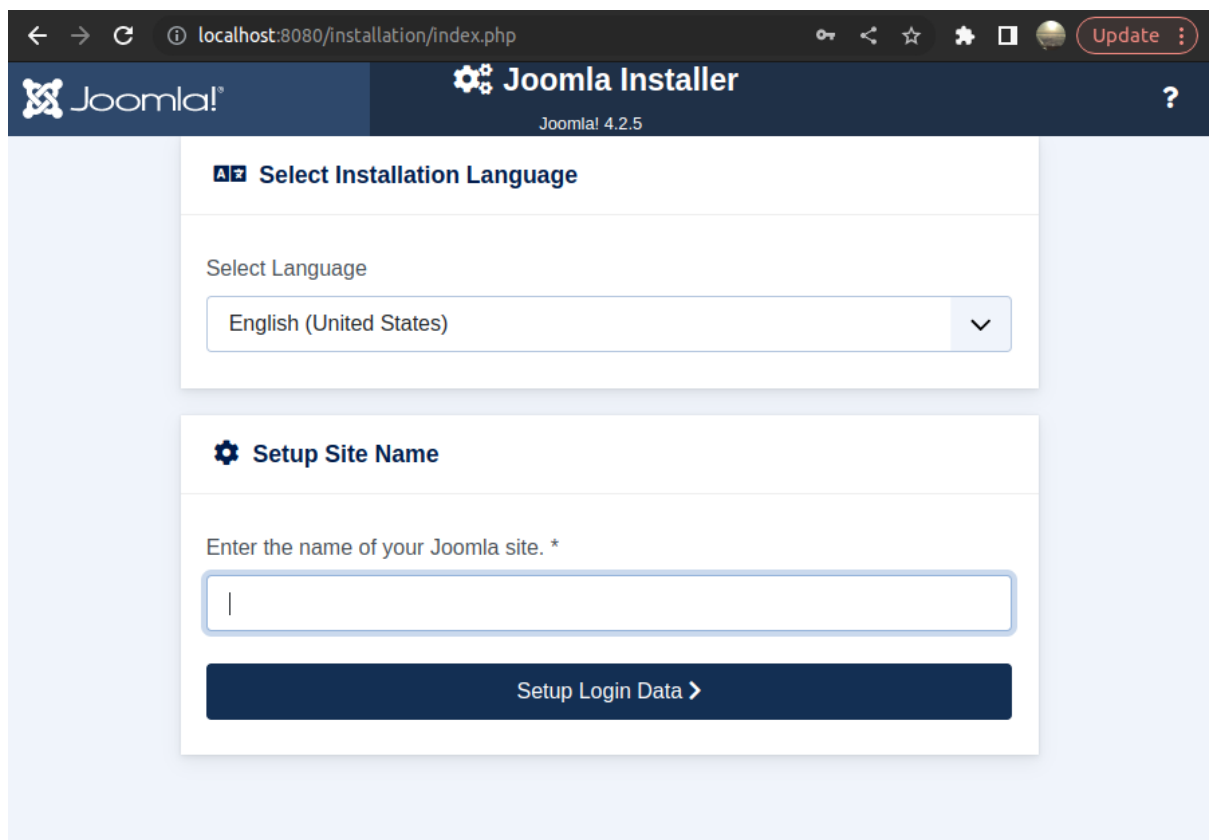 localhost:8080/installation/index.php
Update
Joomla!®
Joomla Installer
Joomla! 4.2.5
?
Select Installation Language
Select Language
English (United States)
Setup Site Name
Enter the name of your Joomla site. *
Setup Login Data